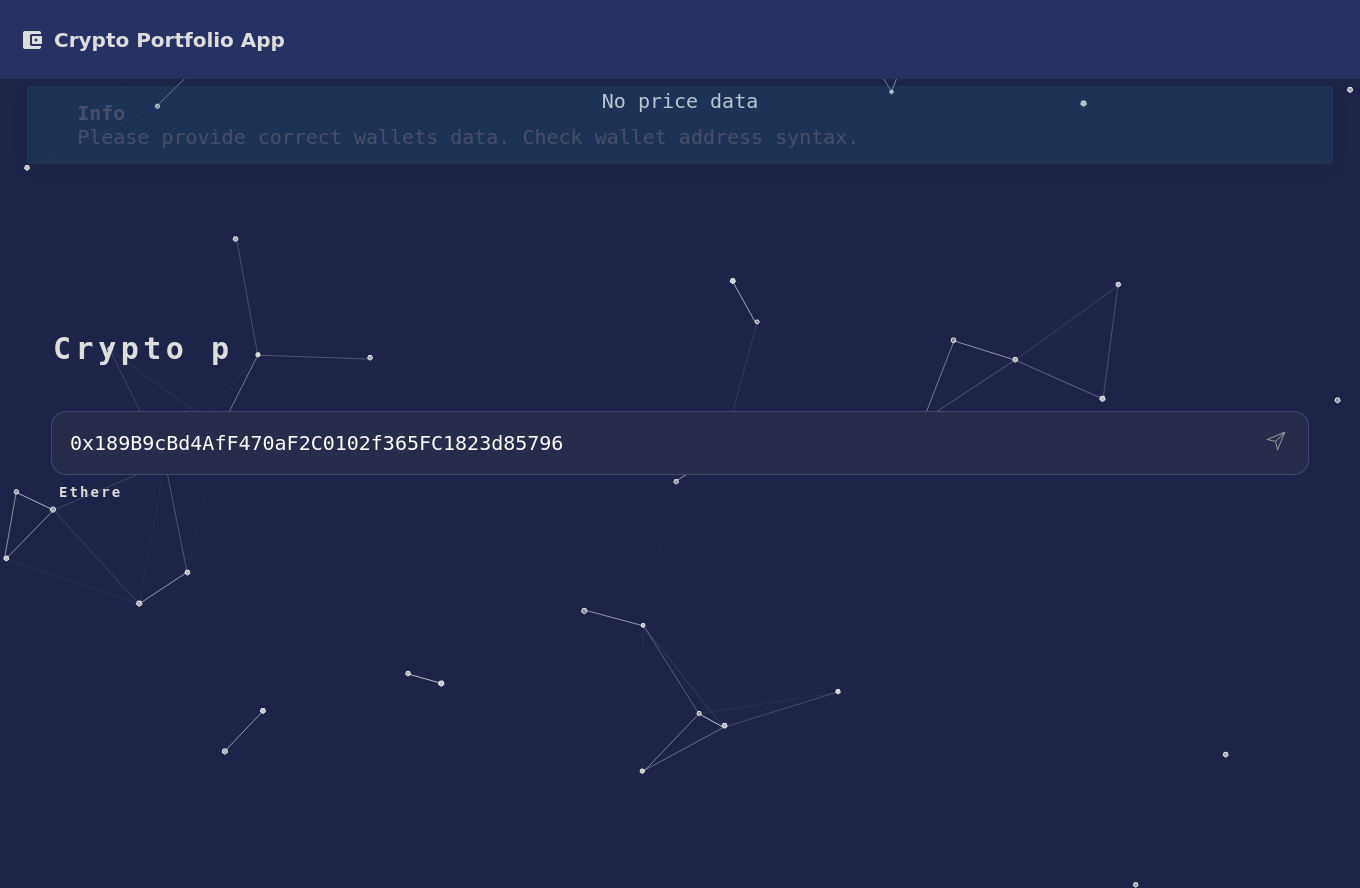 Crypto Portfolio App
No price data
Info
Please provide correct wallets data. Check wallet address syntax.
Crypto p
0x189B9cBd4AfF470aF2C0102f365FC1823d85796
Ethere